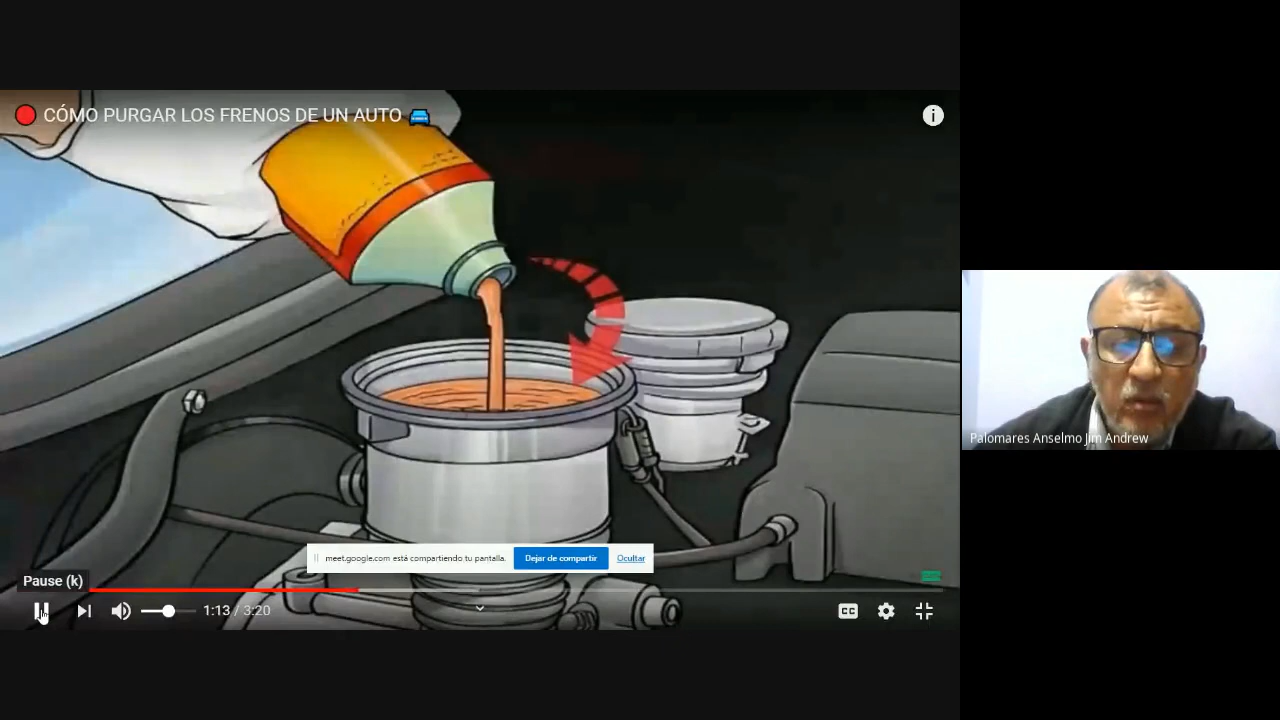 CÓMO PURGAR LOS FRENOS DE UN AUTO
meet.google.com está compartiendo tu pantalla.
Dejar de compartir
Ocultar
Pause (k)
1:13 / 3:20
CC
Palomares Anselmo Jim Andrew